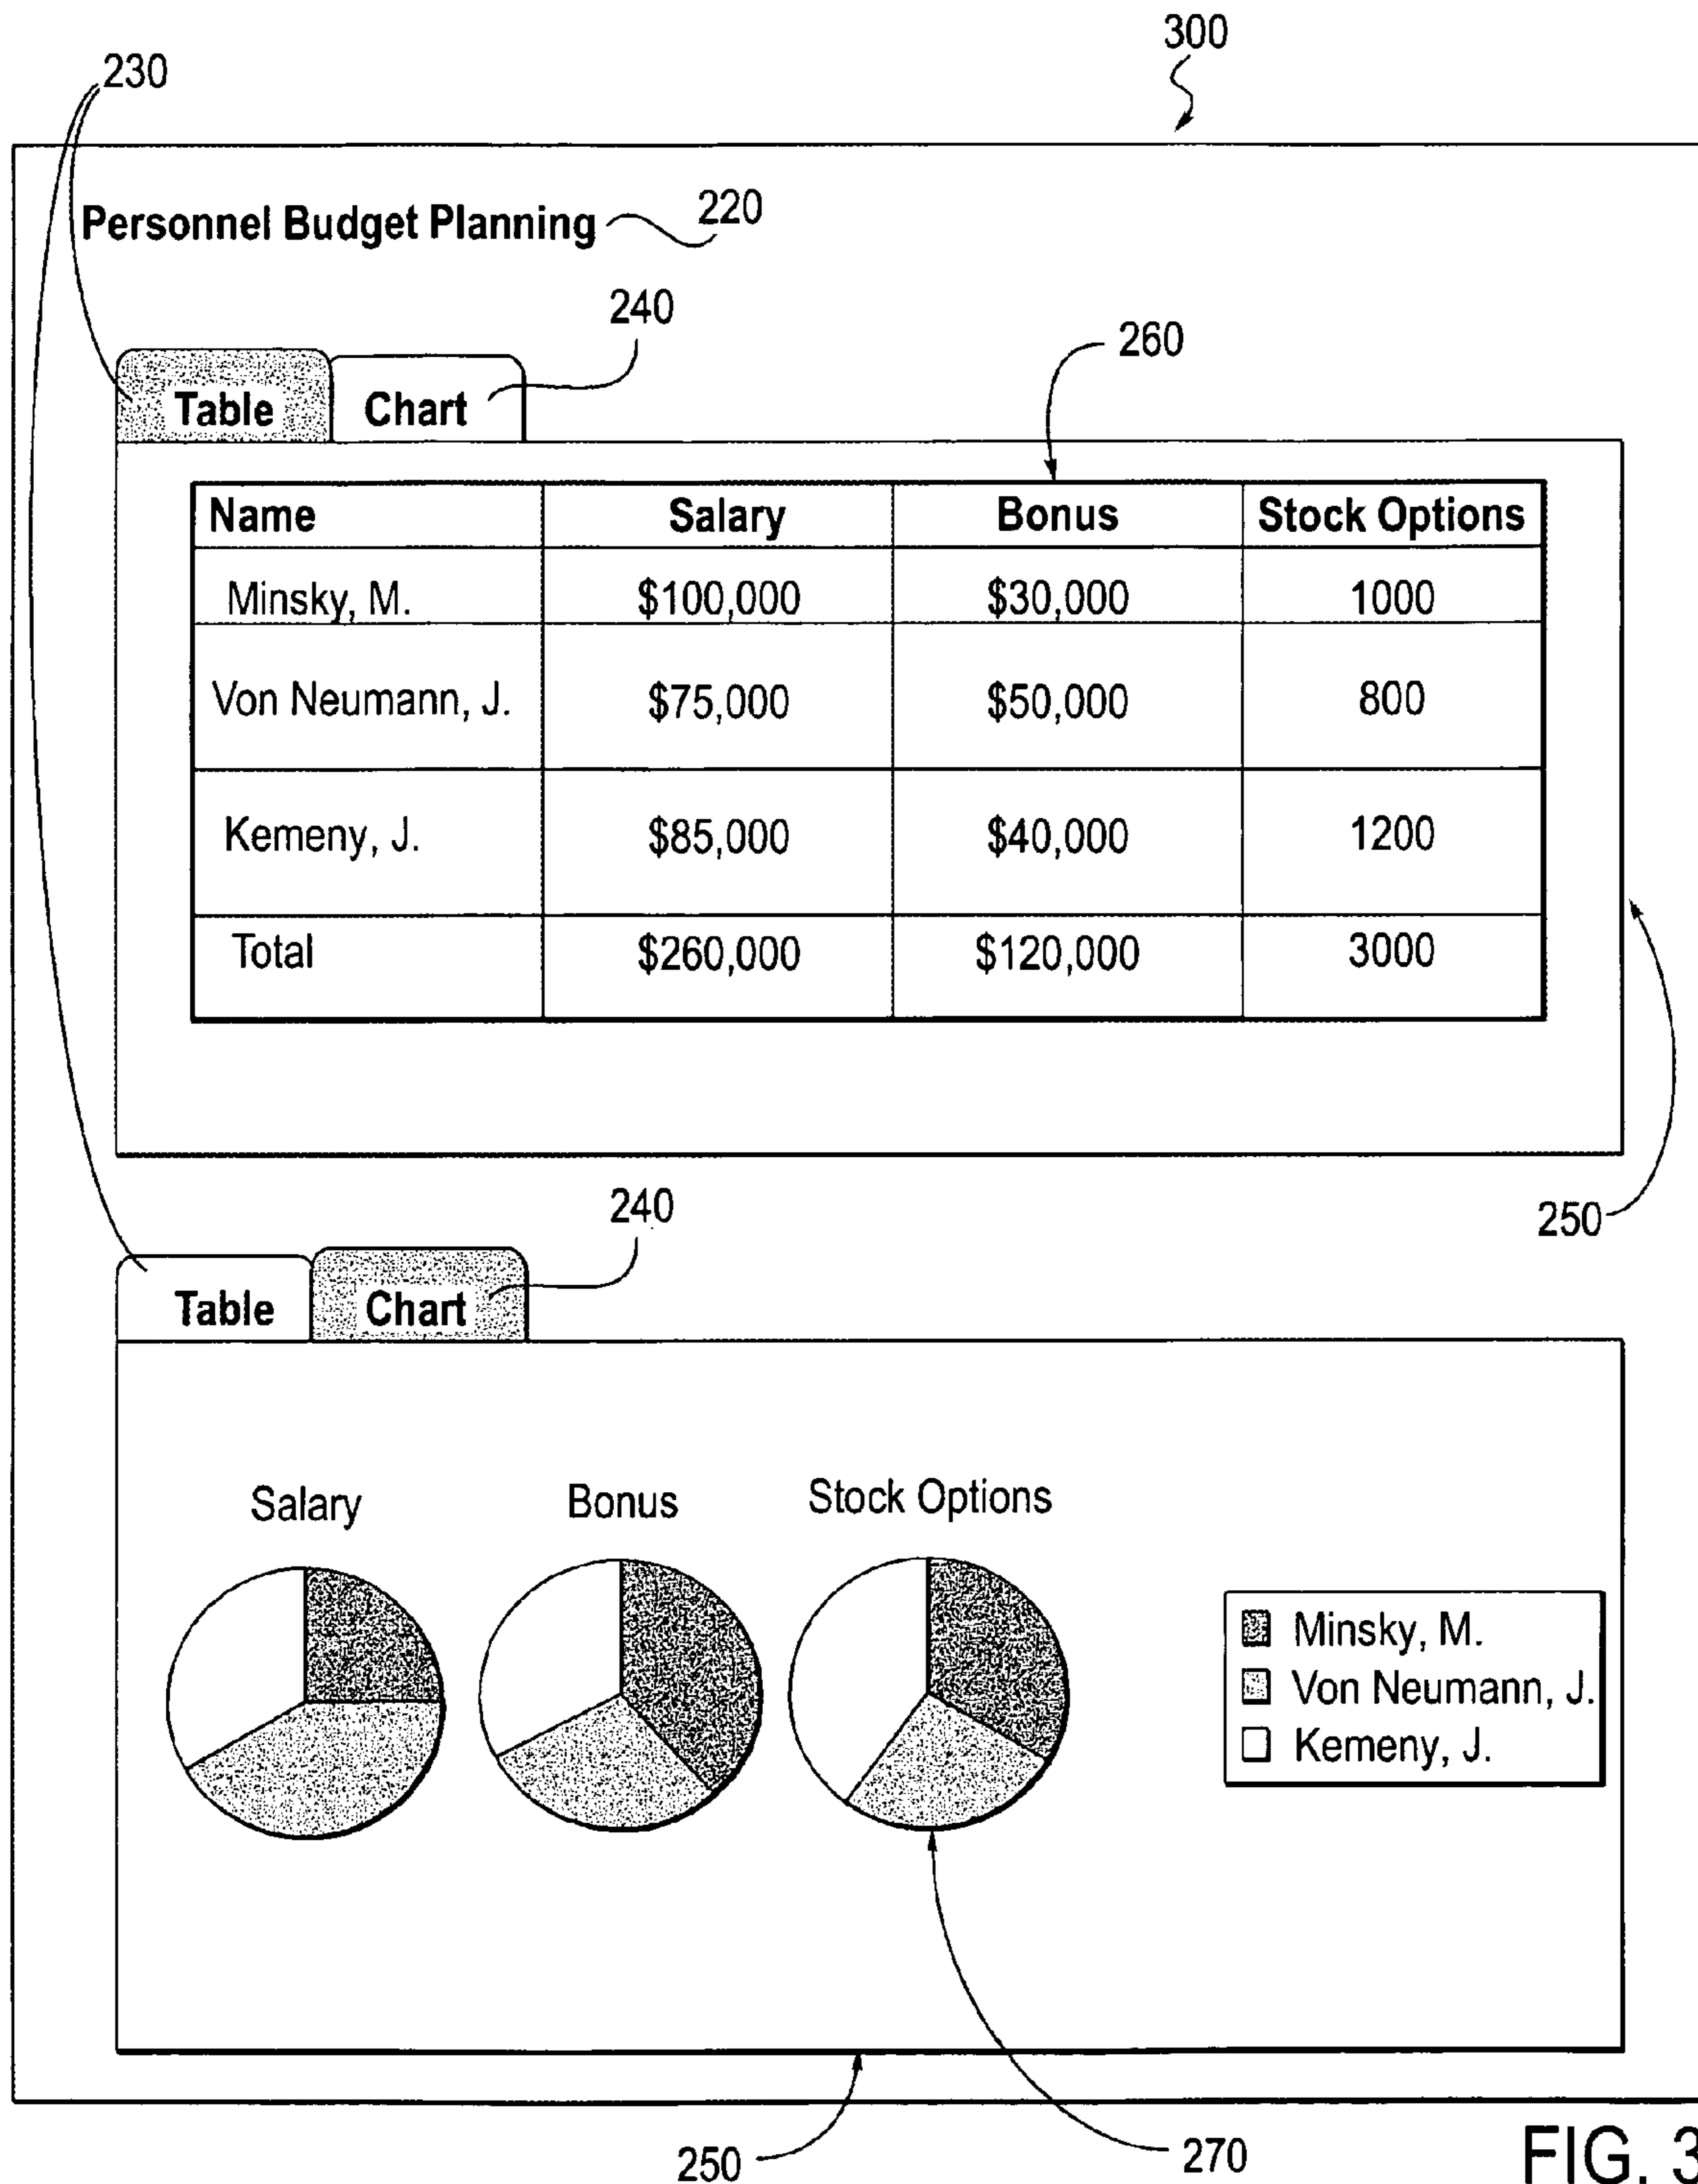 300
230
Personnel Budget Planning 220
240
260
Table Chart
Name Salary Bonus Stock Options
Minsky, M. $100,000 $30,000 1000
Von Neumann, J. $75,000 $50,000 800
Kemeny, J. $85,000 $40,000 1200
Total $260,000 $120,000 3000
240
250
Table Chart
Salary Bonus Stock Options
Minsky, M.
Von Neumann, J.
Kemeny, J.
250 270
FIG. 3